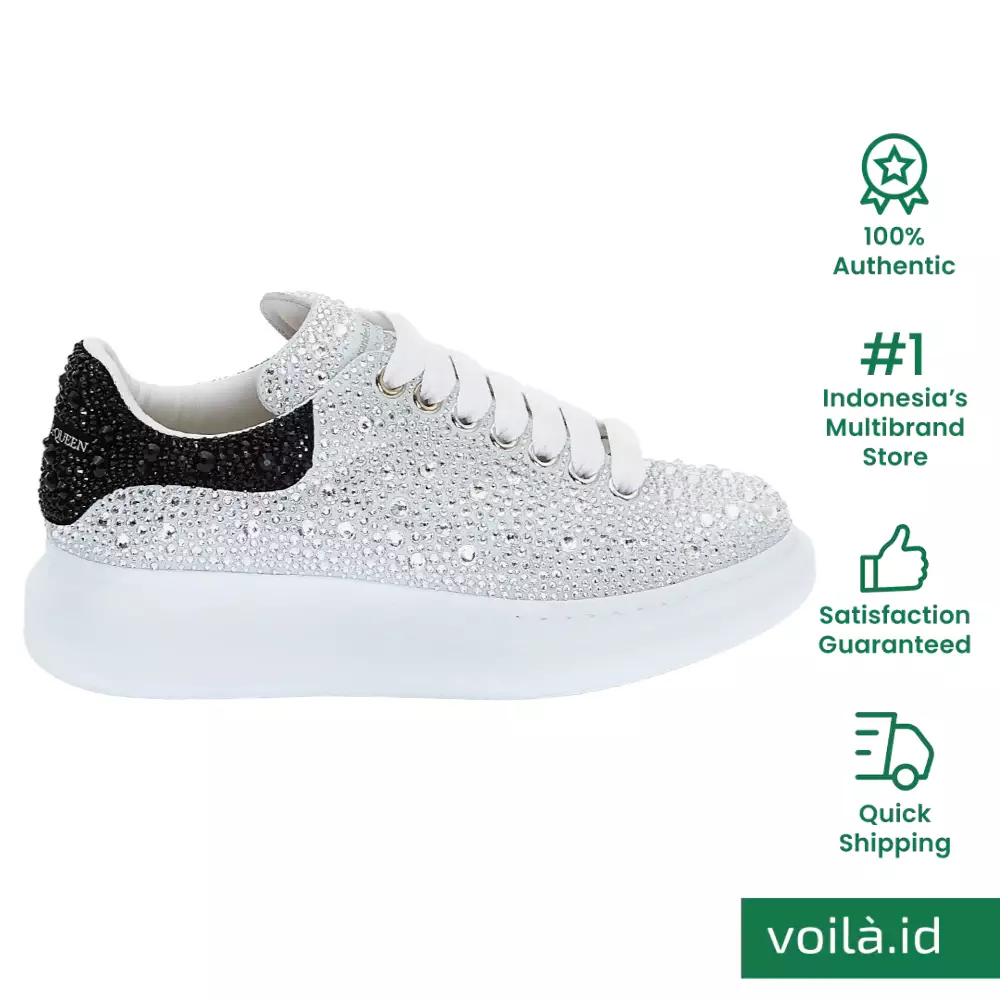 -QUEEN
100%
Authentic
#1
Indonesia's
Multibrand
Store
Satisfaction
Guaranteed
Quick
Shipping
voilà.id